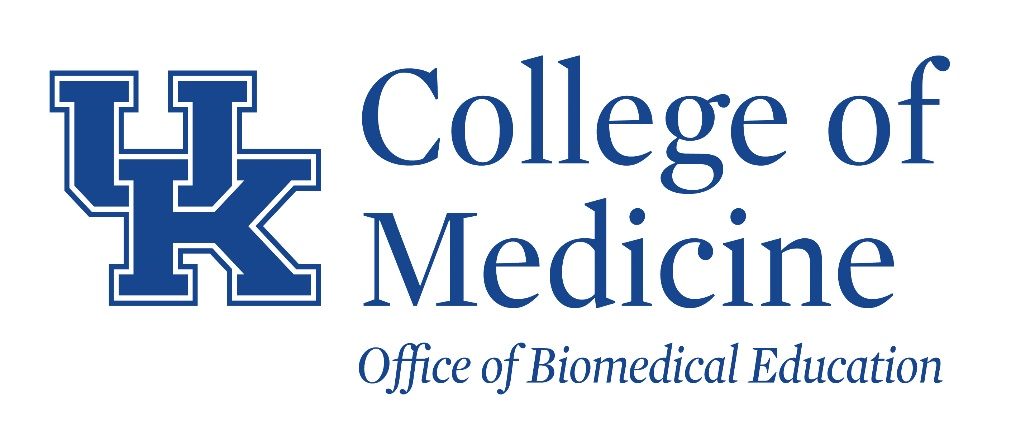 UK
College of
Medicine
Office of Biomedical Education